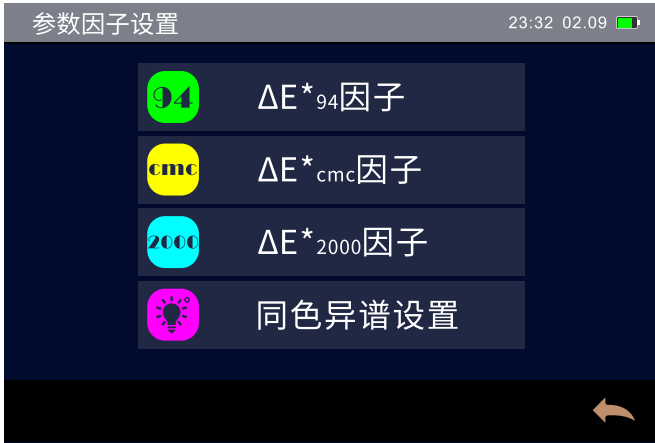 参数因子设置 23:32 02.09
94 ΔE*94因子
cmc ΔE*cmc因子
2000 ΔE*2000因子
同色异谱设置